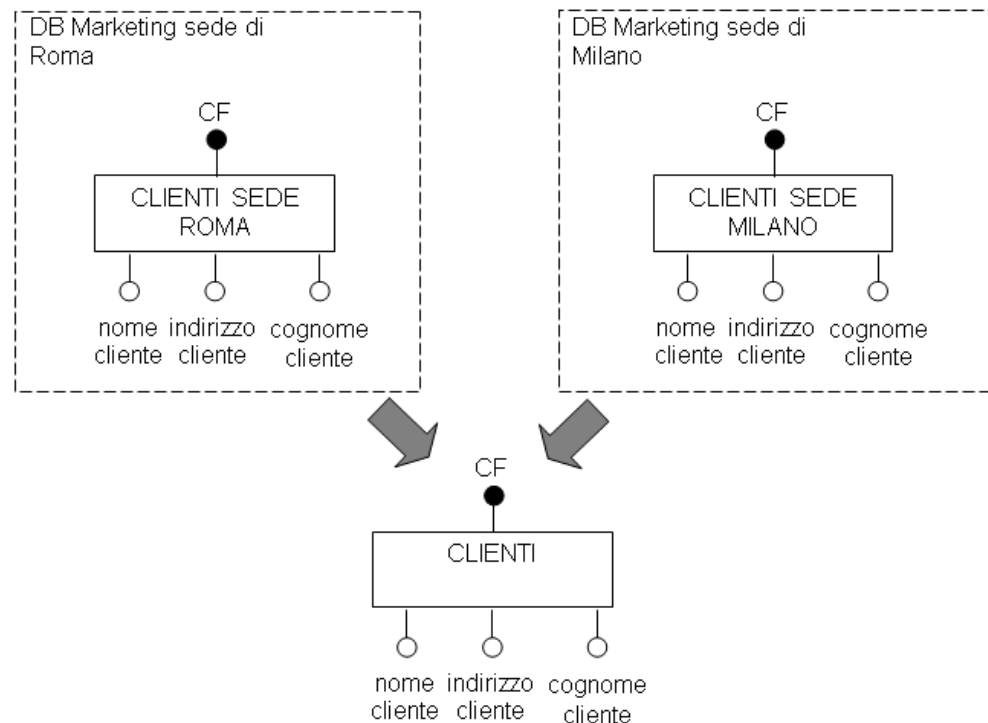 DB Marketing sede di
Roma
CF
CLIENTI SEDE
ROMA
nome
cliente
indirizzo
cliente
cognome
cliente
DB Marketing sede di
Milano
CF
CLIENTI SEDE
MILANO
nome
cliente
indirizzo
cliente
cognome
cliente
CF
CLIENTI
nome
cliente
indirizzo
cliente
cognome
cliente